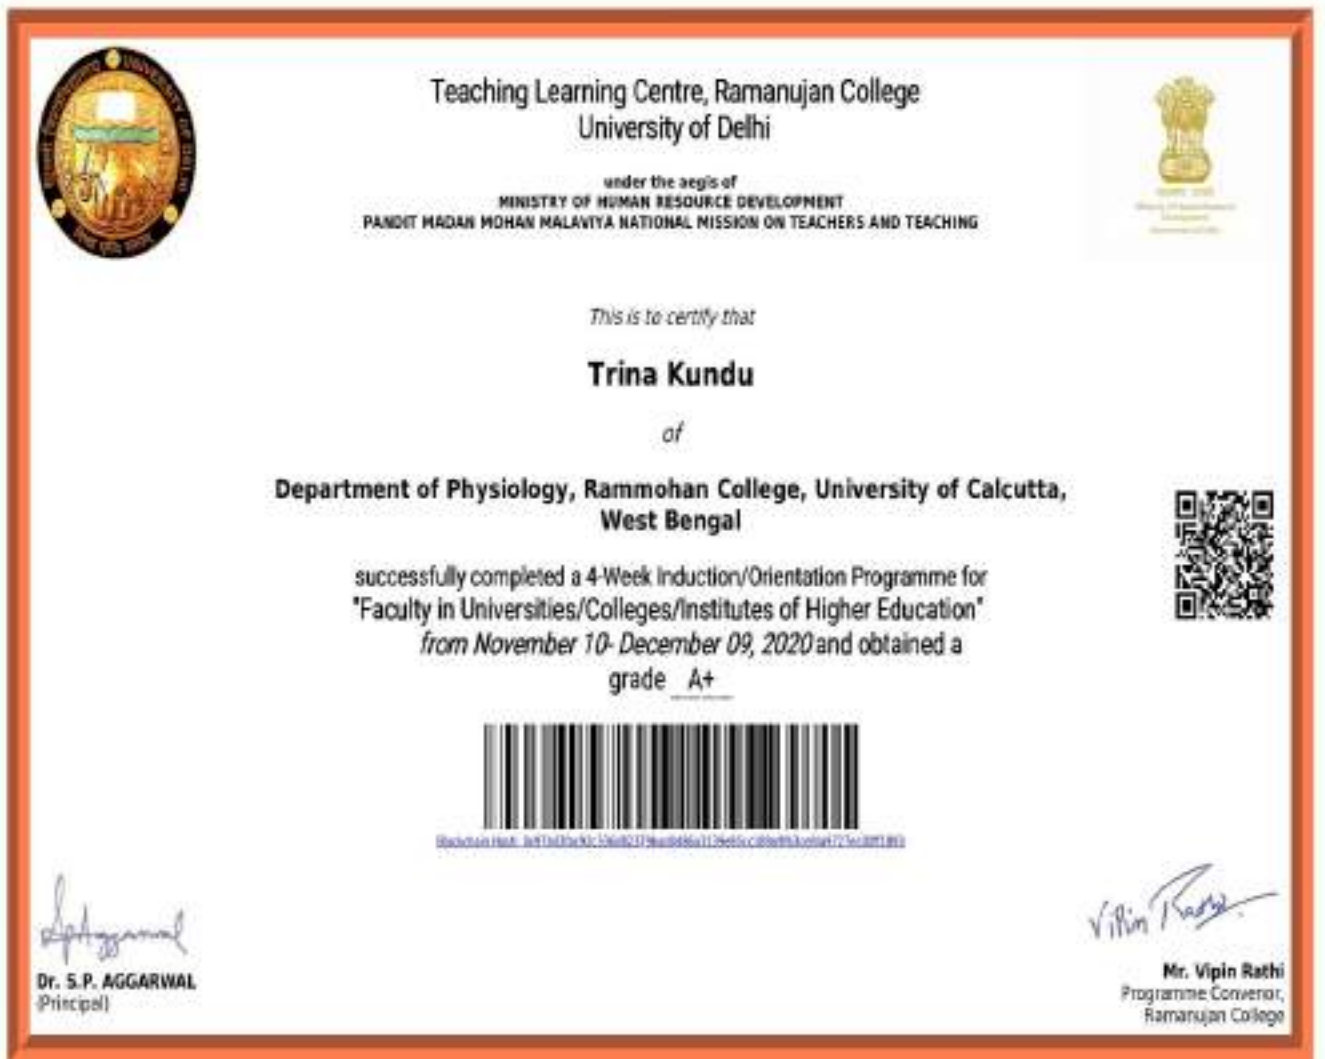 Teaching Learning Centre, Ramanujan College
University of Delhi
under the aegis of
MINISTRY OF HUMAN RESOURCE DEVELOPMENT
PANDIT MADAN MOHAN MALAVIYA NATIONAL MISSION ON TEACHERS AND TEACHING
This is to certify that
Trina Kundu
of
Department of Physiology, Rammohan College, University of Calcutta,
West Bengal
successfully completed a 4-Week Induction/Orientation Programme for
"Faculty in Universities/Colleges/Institutes of Higher Education"
from November 10- December 09, 2020 and obtained a
grade A+
Blockchain Hash:
Dr. S.P. AGGARWAL
(Principal)
Vipin Rathi
Mr. Vipin Rathi
Programme Convenor,
Ramanujan College